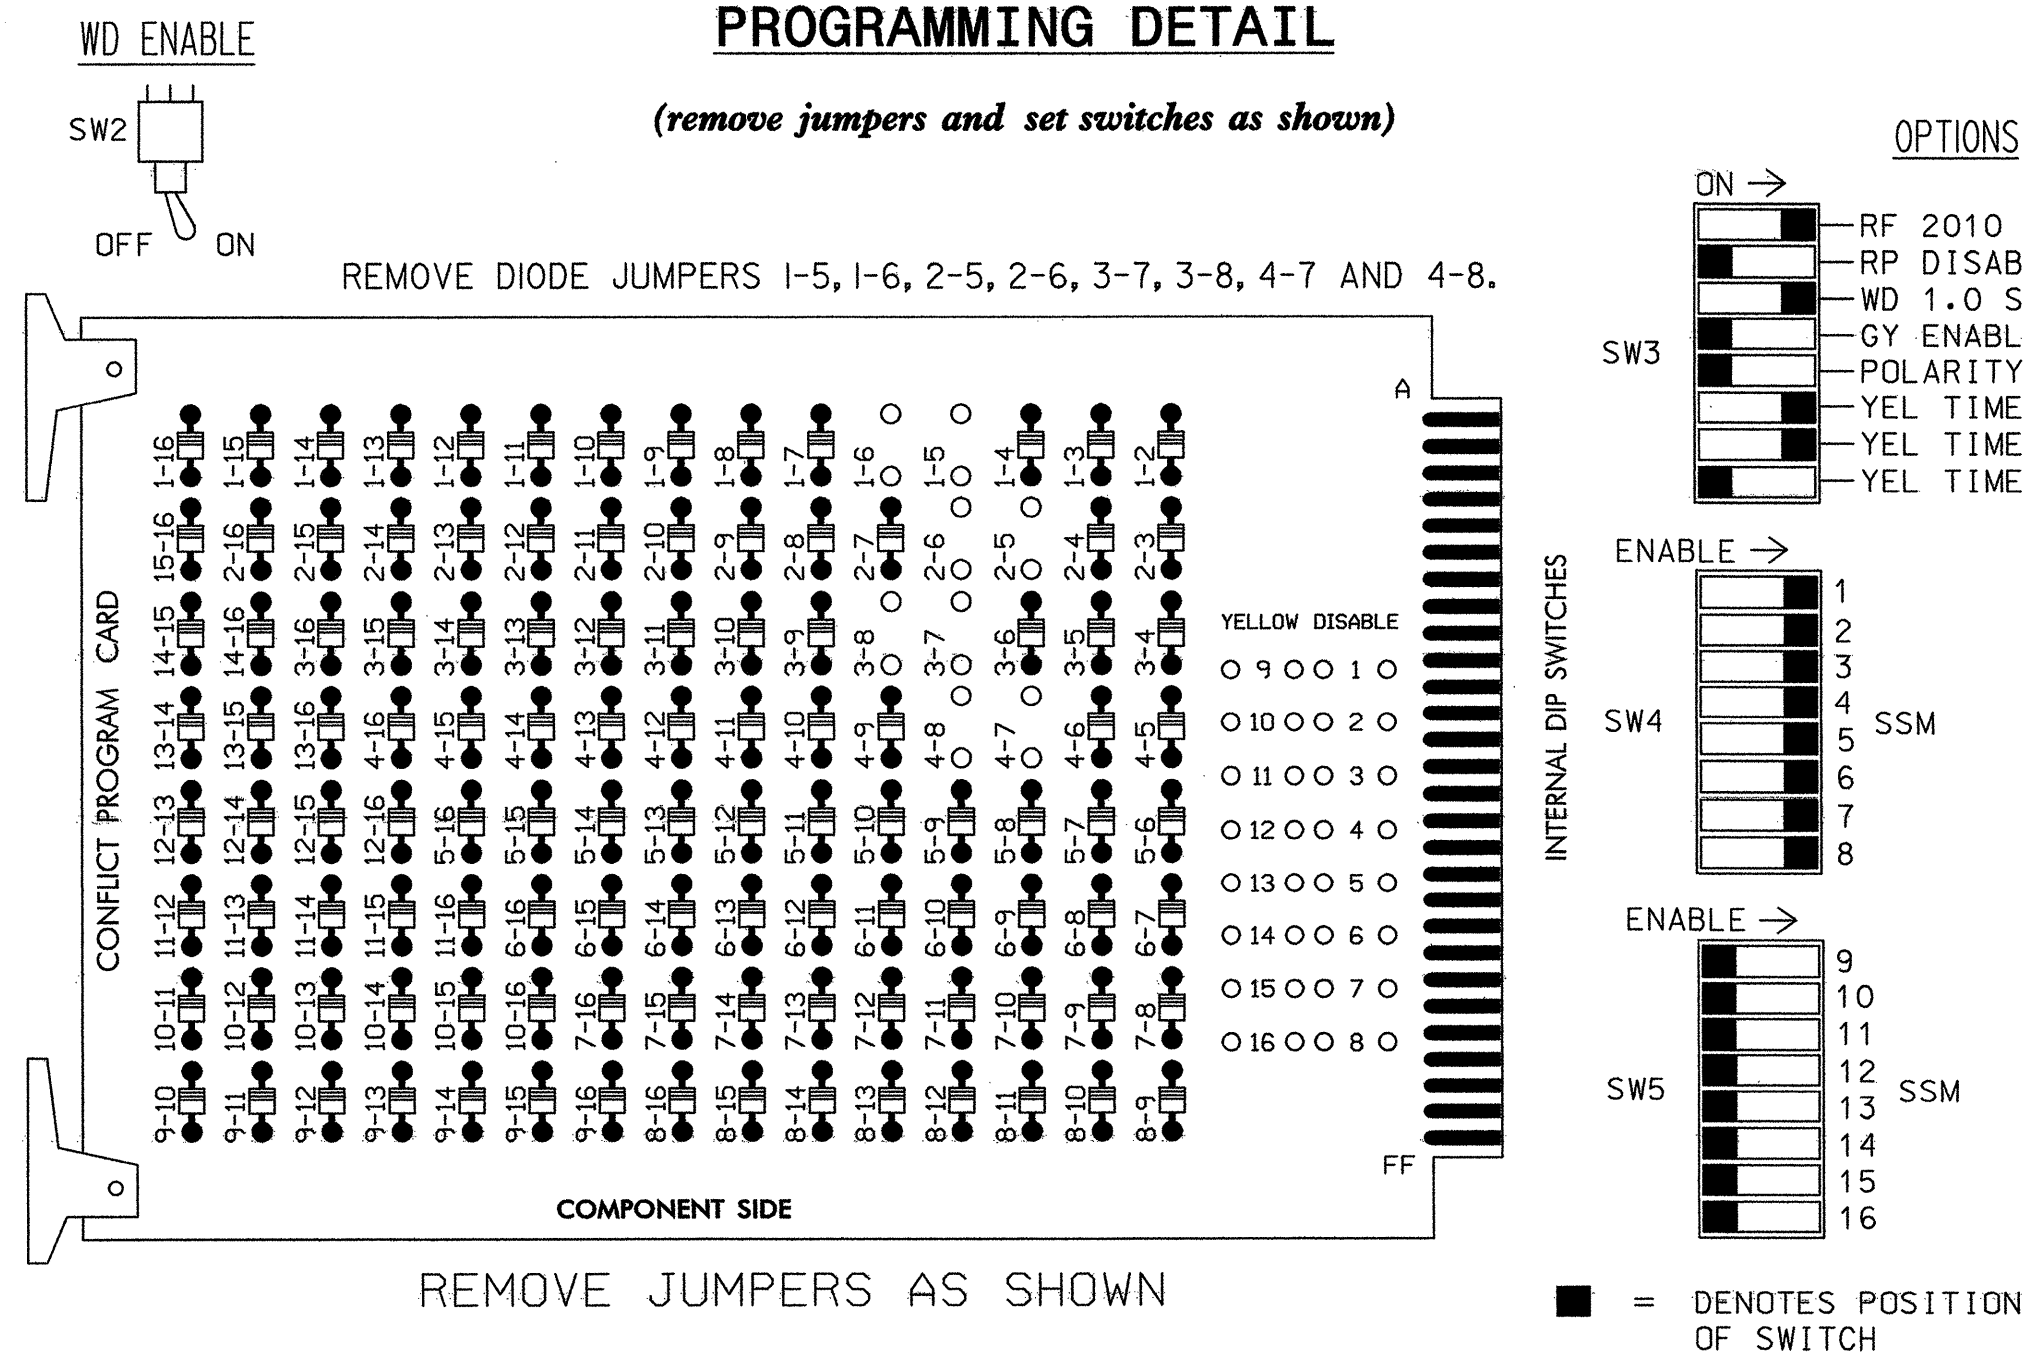 PROGRAMMING DETAIL
(remove jumpers and set switches as shown)
WD ENABLE
SW2
OFF ON
REMOVE DIODE JUMPERS 1-5, 1-6, 2-5, 2-6, 3-7, 3-8, 4-7 AND 4-8.
CONFLICT PROGRAM CARD
A
1-16 1-15 1-14 1-13 1-12 1-11 1-10 1-9 1-8 1-7 1-6 1-5 1-4 1-3 1-2
15-16 2-16 2-15 2-14 2-13 2-12 2-11 2-10 2-9 2-8 2-7 2-6 2-5 2-4 2-3
14-15 14-16 3-16 3-15 3-14 3-13 3-12 3-11 3-10 3-9 3-8 3-7 3-6 3-5 3-4
13-14 13-15 13-16 4-16 4-15 4-14 4-13 4-12 4-11 4-10 4-9 4-8 4-7 4-6 4-5
12-13 12-14 12-15 12-16 5-16 5-15 5-14 5-13 5-12 5-11 5-10 5-9 5-8 5-7 5-6
11-12 11-13 11-14 11-15 11-16 6-16 6-15 6-14 6-13 6-12 6-11 6-10 6-9 6-8 6-7
10-11 10-12 10-13 10-14 10-15 10-16 7-16 7-15 7-14 7-13 7-12 7-11 7-10 7-9 7-8
9-10 9-11 9-12 9-13 9-14 9-15 9-16 8-16 8-15 8-14 8-13 8-12 8-11 8-10 8-9
YELLOW DISABLE
9 1
10 2
11 3
12 4
13 5
14 6
15 7
16 8
FF
COMPONENT SIDE
REMOVE JUMPERS AS SHOWN
INTERNAL DIP SWITCHES
OPTIONS
ON
SW3
RF 2010
RP DISAB
WD 1.0 S
GY ENABL
POLARITY
YEL TIME
YEL TIME
YEL TIME
ENABLE
SW4
1
2
3
4
5
6
7
8
SSM
ENABLE
SW5
9
10
11
12
13
14
15
16
SSM
= DENOTES POSITION
OF SWITCH